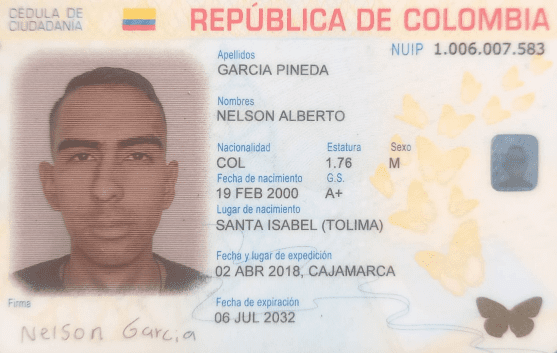 CÉDULA DE
CIUDADANÍA
REPÚBLICA DE COLOMBIA
NUIP 1.006.007.583
Apellidos
GARCIA PINEDA
Nombres
NELSON ALBERTO
Nacionalidad Estatura Sexo
COL 1.76 M
Fecha de nacimiento G.S.
19 FEB 2000 A+
Lugar de nacimiento
SANTA ISABEL (TOLIMA)
Fecha y lugar de expedición
02 ABR 2018, CAJAMARCA
Fecha de expiración
06 JUL 2032
Firma
Nelson Garcia